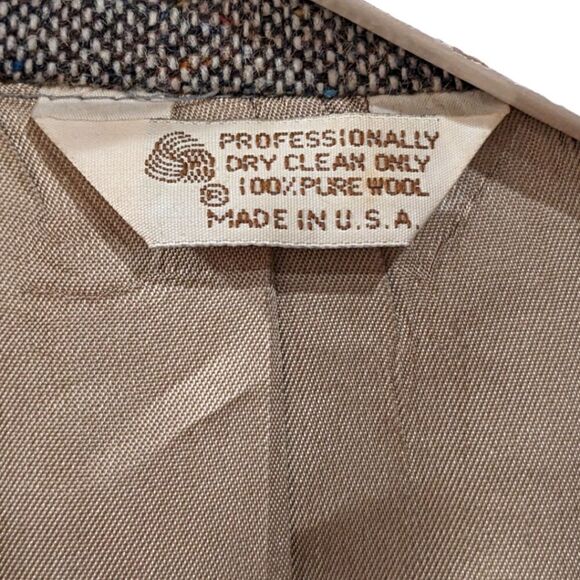 PROFESSIONALLY
DRY CLEAN ONLY
® 100% PURE WOOL
MADE IN U.S.A.